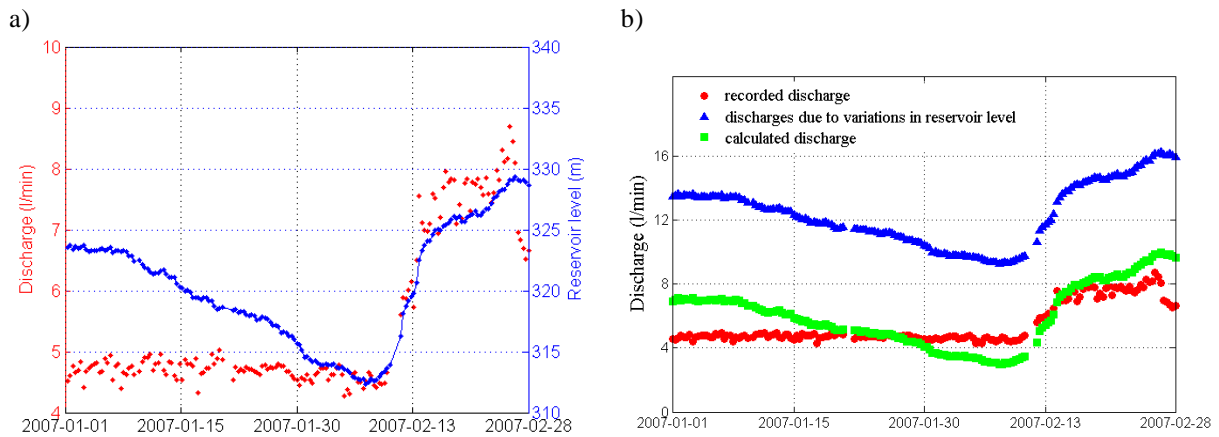 a)
10
9
8
7
6
5
4
Discharge (l/min)
340
335
330
325
320
315
310
Reservoir level (m)
2007-01-01 2007-01-15 2007-01-30 2007-02-13 2007-02-28
b)
recorded discharge
discharges due to variations in reservoir level
calculated discharge
16
12
8
4
0
Discharge (l/min)
2007-01-01 2007-01-15 2007-01-30 2007-02-13 2007-02-28